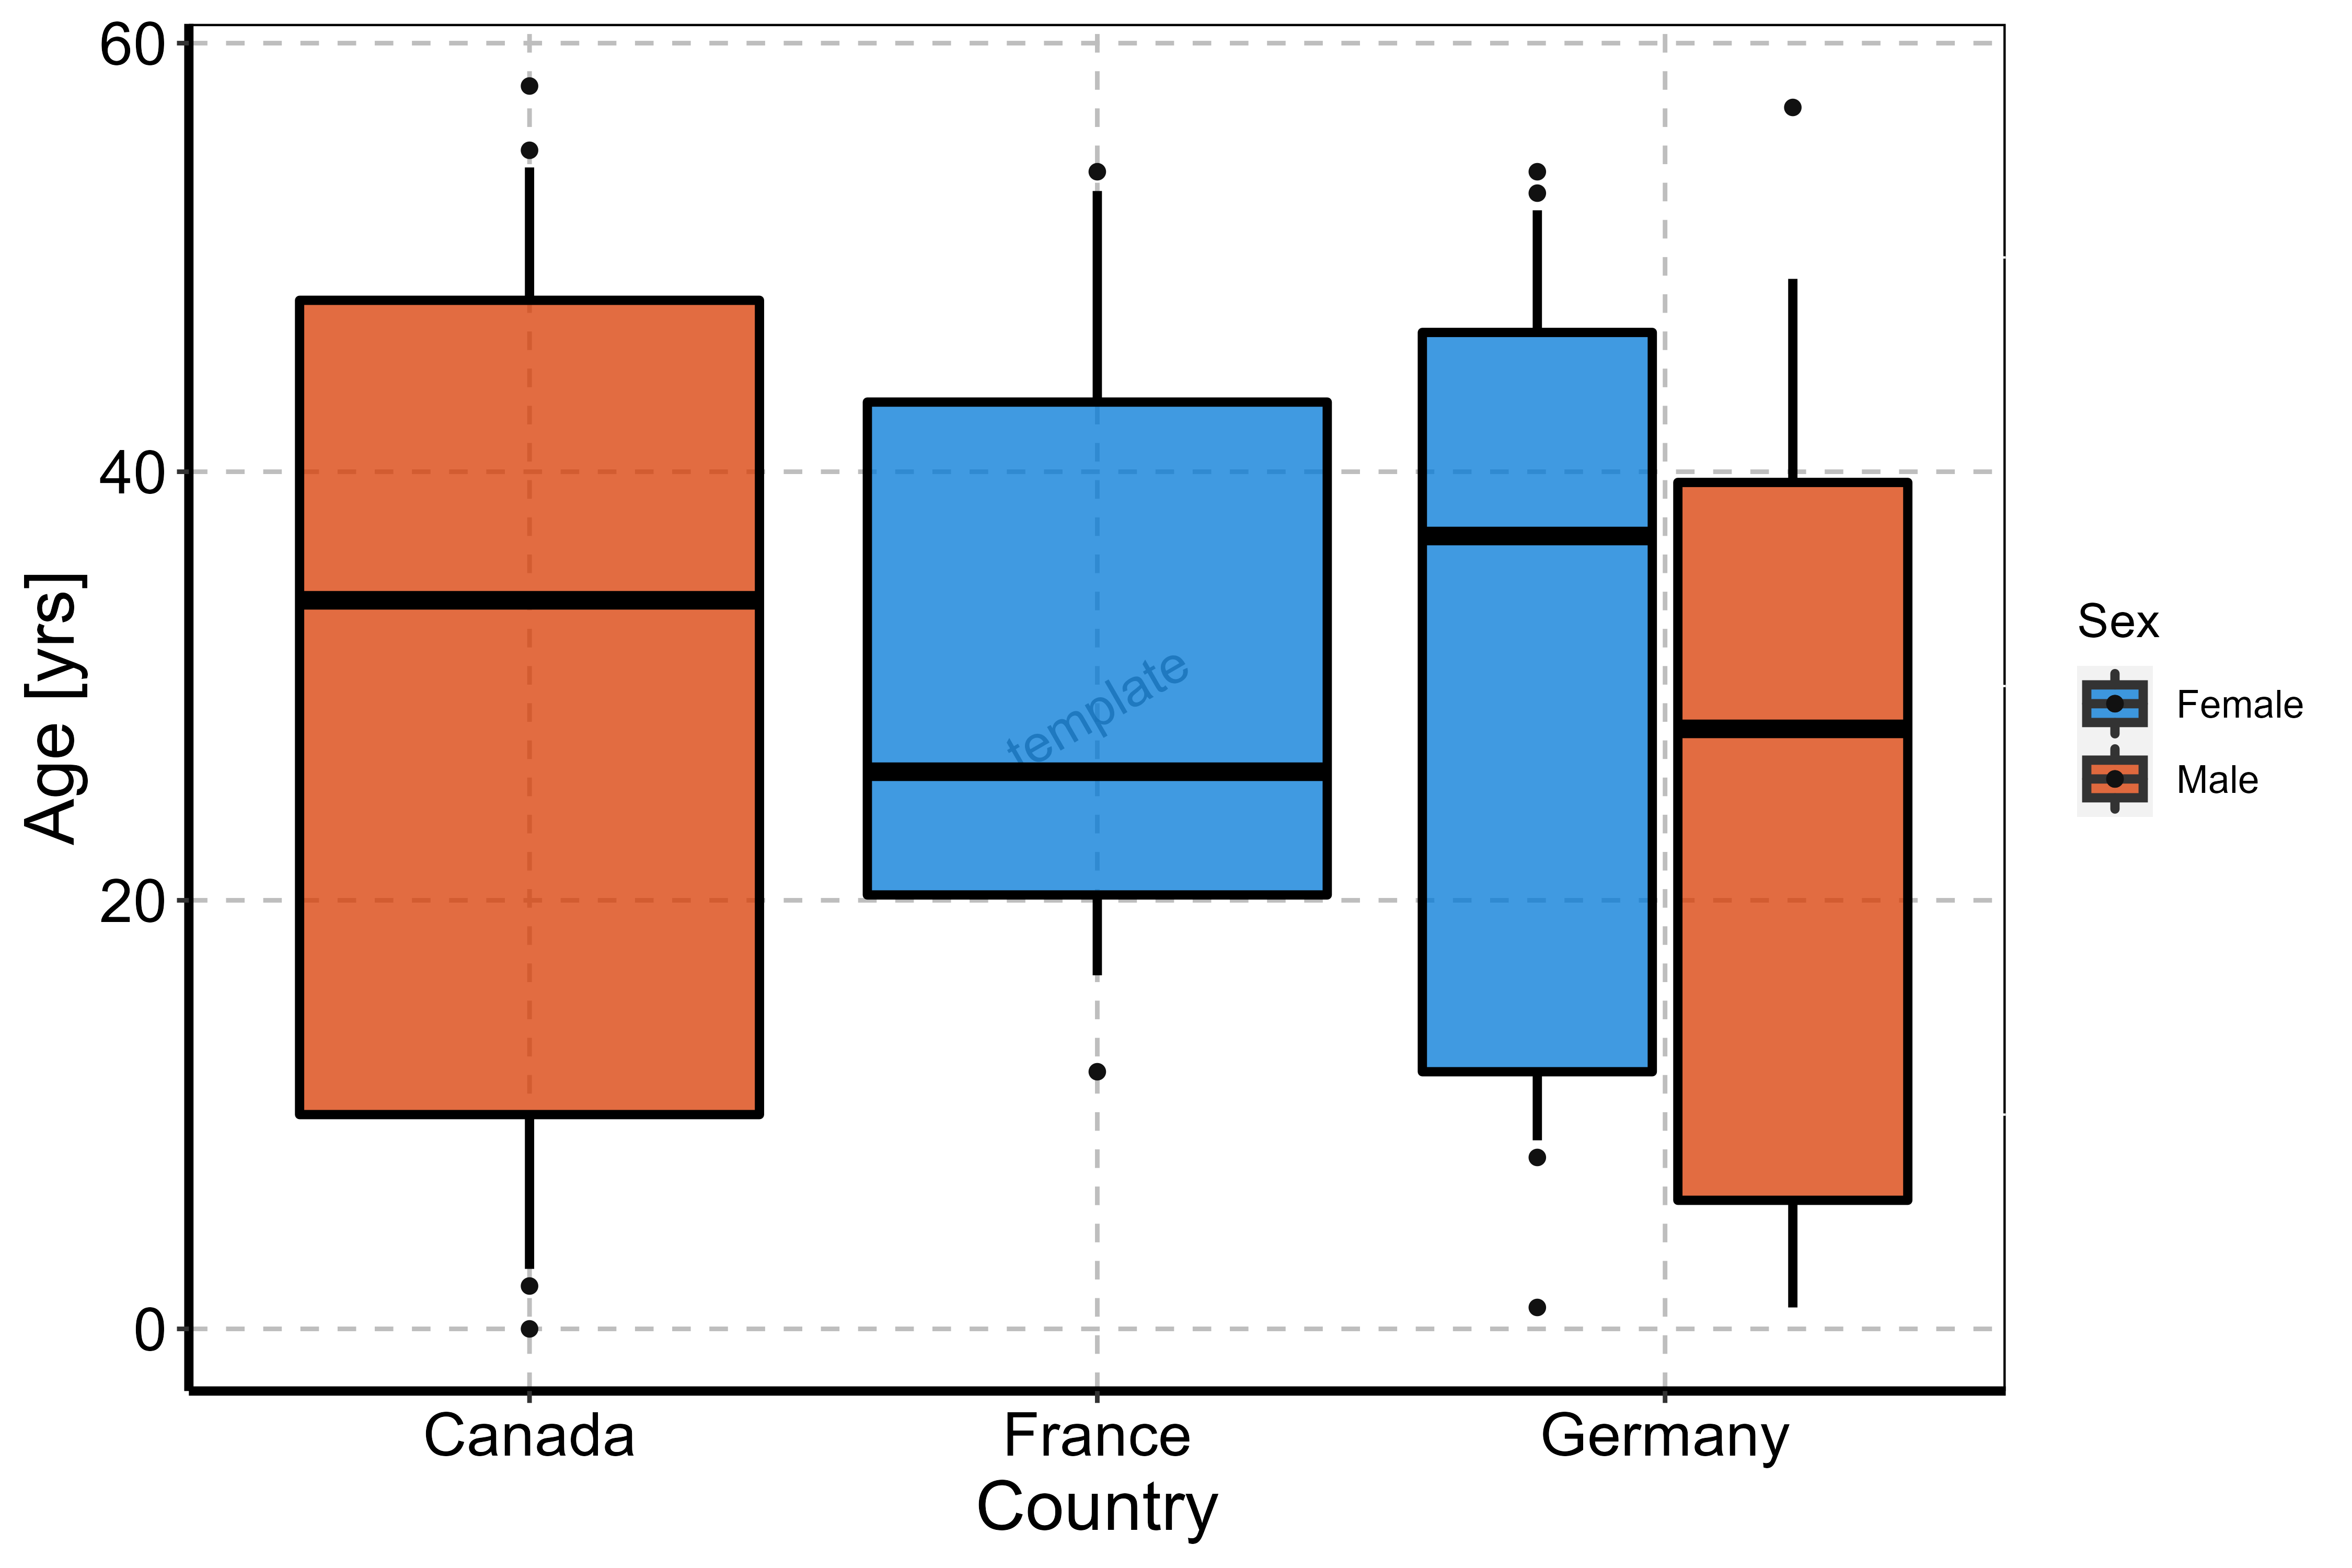 60
40
20
0
Age [yrs]
template
Canada
France
Germany
Country
Sex
Female
Male